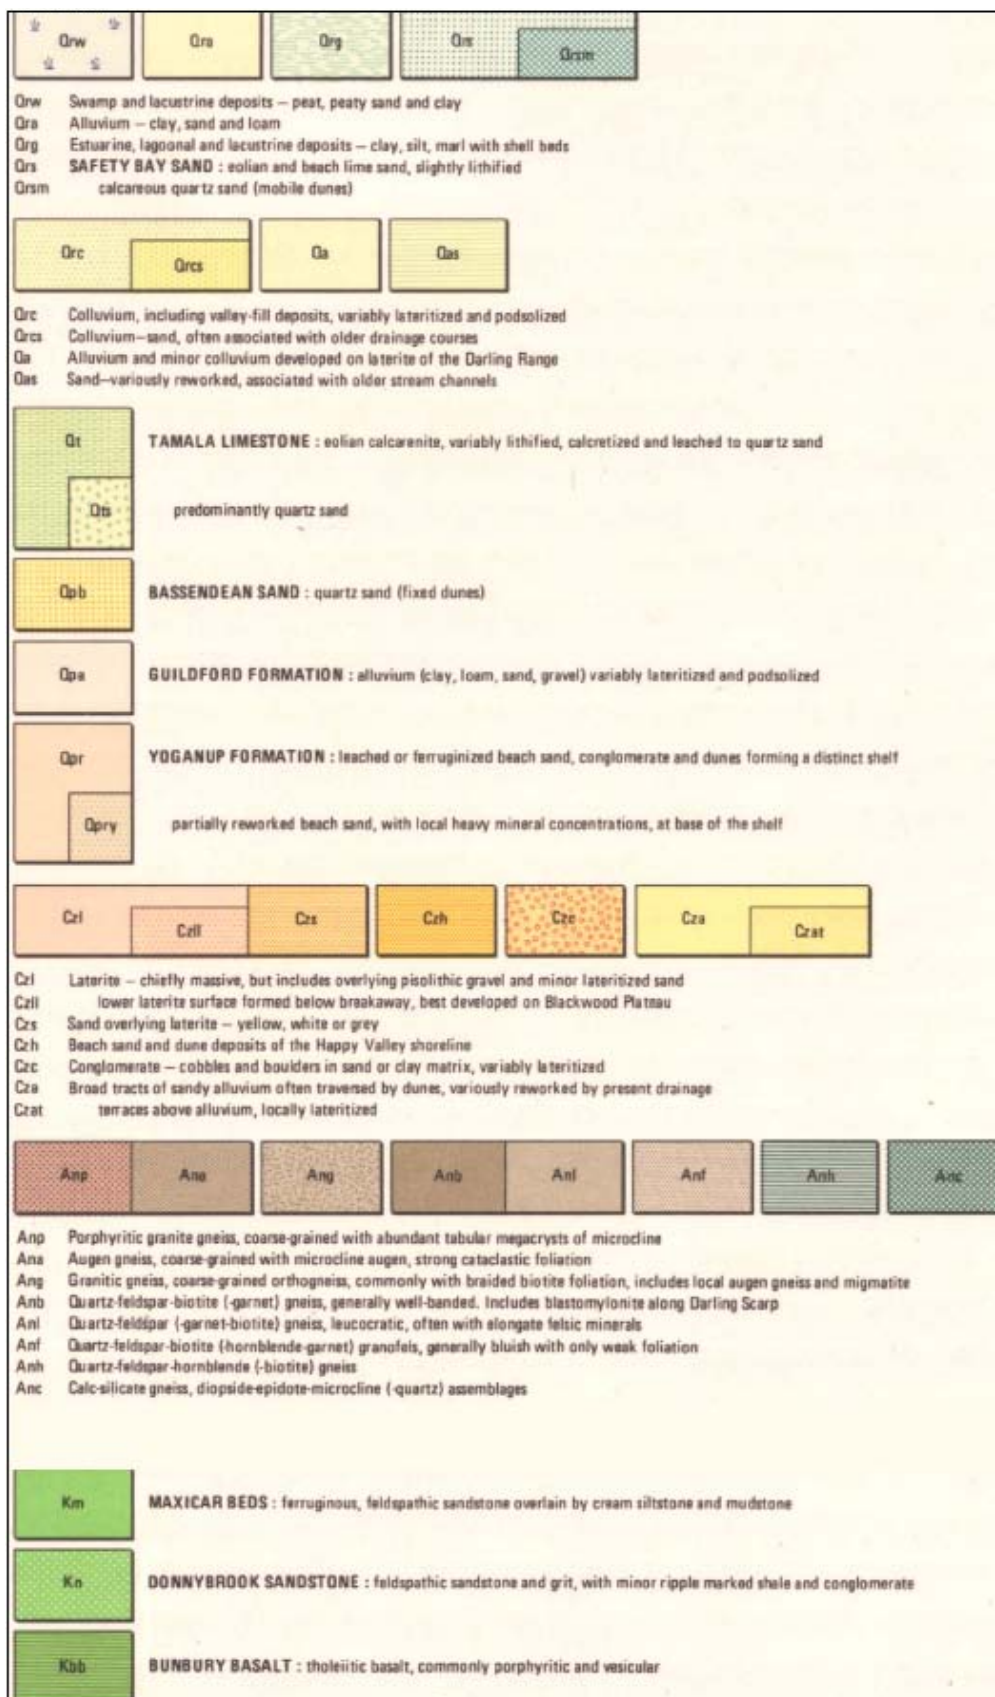 Qrw Qra Qrg Qrs Qrsm
Qrw Swamp and lacustrine deposits – peat, peaty sand and clay
Qra Alluvium – clay, sand and loam
Qrg Estuarine, lagoonal and lacustrine deposits – clay, silt, marl with shell beds
Qrs SAFETY BAY SAND : eolian and beach lime sand, slightly lithified
Qrsm calcareous quartz sand (mobile dunes)
Qrc Qrcs Qa Qas
Qrc Colluvium, including valley-fill deposits, variably lateritized and podsolized
Qrcs Colluvium–sand, often associated with older drainage courses
Qa Alluvium and minor colluvium developed on laterite of the Darling Range
Qas Sand–variously reworked, associated with older stream channels
Qt TAMALA LIMESTONE : eolian calcarenite, variably lithified, calcretized and leached to quartz sand
Qts predominantly quartz sand
Qpb BASSENDEAN SAND : quartz sand (fixed dunes)
Qpa GUILDFORD FORMATION : alluvium (clay, loam, sand, gravel) variably lateritized and podsolized
Qpr YOGANUP FORMATION : leached or ferruginized beach sand, conglomerate and dunes forming a distinct shelf
Qpry partially reworked beach sand, with local heavy mineral concentrations, at base of the shelf
Czl Czll Czs Czh Czc Cza Czat
Czl Laterite – chiefly massive, but includes overlying pisolithic gravel and minor lateritized sand
Czll lower laterite surface formed below breakaway, best developed on Blackwood Plateau
Czs Sand overlying laterite – yellow, white or grey
Czh Beach sand and dune deposits of the Happy Valley shoreline
Czc Conglomerate – cobbles and boulders in sand or clay matrix, variably lateritized
Cza Broad tracts of sandy alluvium often traversed by dunes, variously reworked by present drainage
Czat terraces above alluvium, locally lateritized
Anp Ana Ang Anb Anl Anf Anh Anc
Anp Porphyritic granite gneiss, coarse-grained with abundant tabular megacrysts of microcline
Ana Augen gneiss, coarse-grained with microcline augen, strong cataclastic foliation
Ang Granitic gneiss, coarse-grained orthogneiss, commonly with braided biotite foliation, includes local augen gneiss and migmatite
Anb Quartz-feldspar-biotite (-garnet) gneiss, generally well-banded. Includes blastomylonite along Darling Scarp
Anl Quartz-feldspar (-garnet-biotite) gneiss, leucocratic, often with elongate felsic minerals
Anf Quartz-feldspar-biotite (-hornblende-garnet) granofels, generally bluish with only weak foliation
Anh Quartz-feldspar-hornblende (-biotite) gneiss
Anc Calc-silicate gneiss, diopside-epidote-microcline (-quartz) assemblages
Km MAXICAR BEDS : ferruginous, feldspathic sandstone overlain by cream siltstone and mudstone
Kn DONNYBROOK SANDSTONE : feldspathic sandstone and grit, with minor ripple marked shale and conglomerate
Kbb BUNBURY BASALT : tholeiitic basalt, commonly porphyritic and vesicular